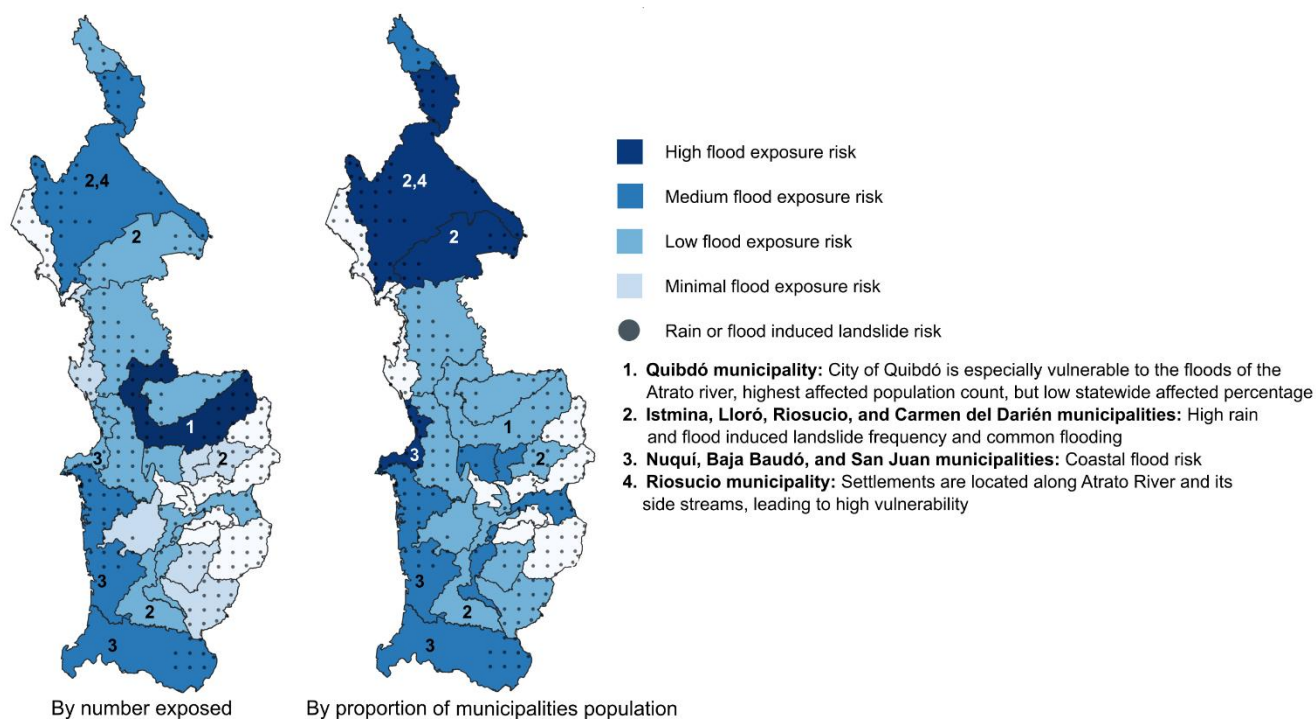 2,4
2
1
2
3
3
2
3
By number exposed
2,4
2
1
3
2
3
2
3
By proportion of municipalities population
High flood exposure risk
Medium flood exposure risk
Low flood exposure risk
Minimal flood exposure risk
Rain or flood induced landslide risk
1. Quibdó municipality: City of Quibdó is especially vulnerable to the floods of the
Atrato river, highest affected population count, but low statewide affected percentage
2. Istmina, Lloró, Riosucio, and Carmen del Darién municipalities: High rain
and flood induced landslide frequency and common flooding
3. Nuquí, Baja Baudó, and San Juan municipalities: Coastal flood risk
4. Riosucio municipality: Settlements are located along Atrato River and its
side streams, leading to high vulnerability